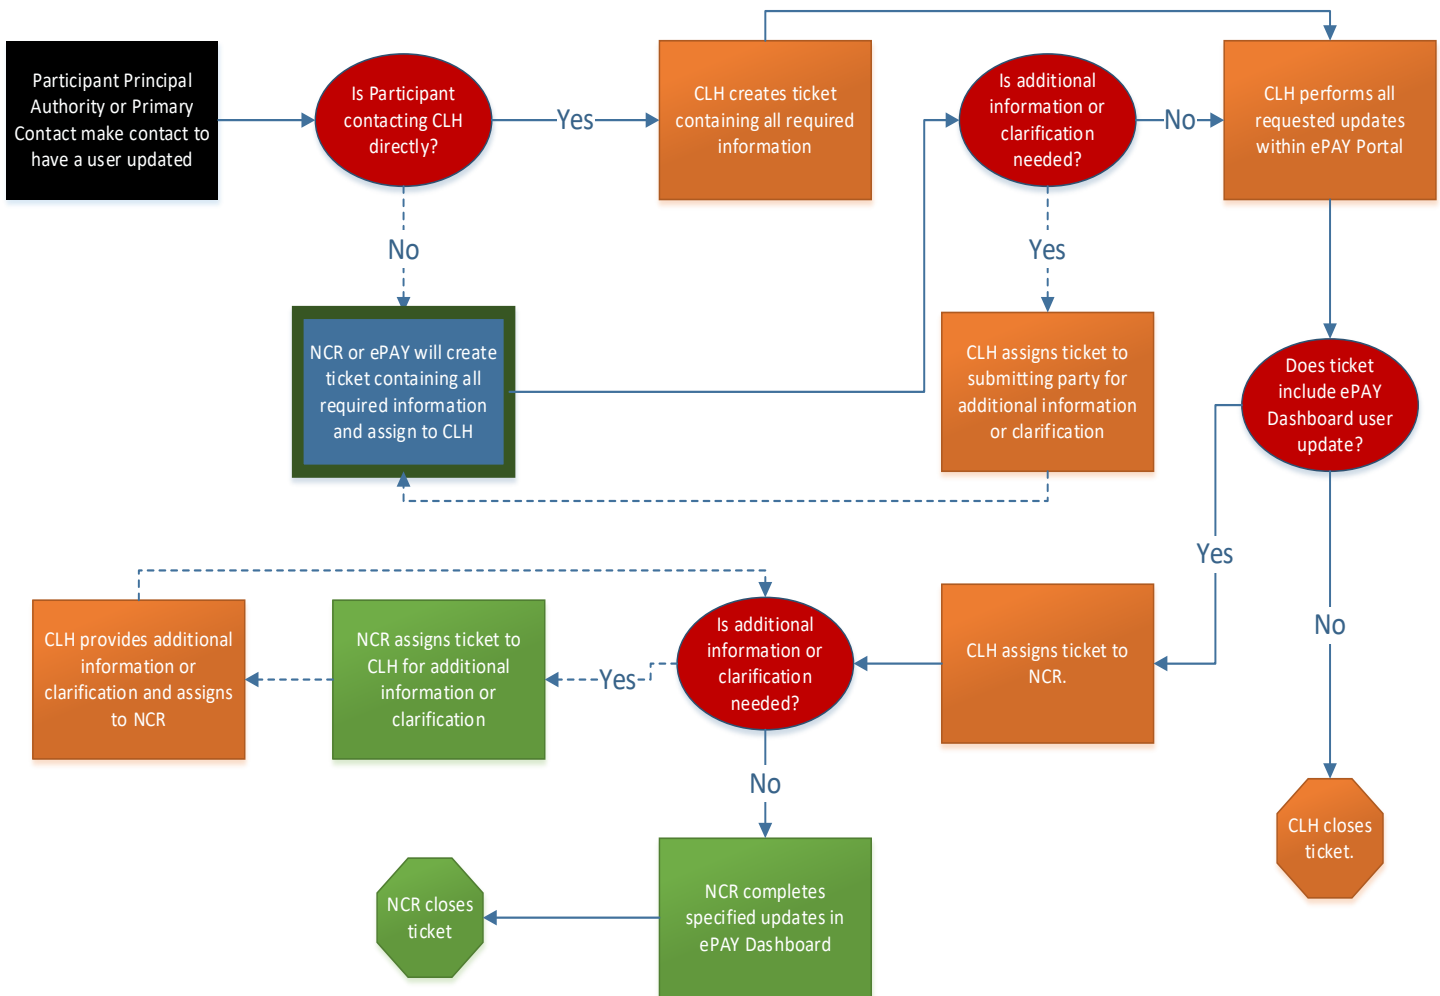 Participant Principal
Authority or Primary
Contact make contact to
have a user updated
Is Participant
contacting CLH
directly?
Yes
CLH creates ticket
containing all required
information
Is additional
information or
clarification
needed?
No
CLH performs all
requested updates
within ePAY Portal
No
Yes
NCR or ePAY will create
ticket containing all
required information
and assign to CLH
CLH assigns ticket to
submitting party for
additional information
or clarification
Does ticket
include ePAY
Dashboard user
update?
Yes
No
CLH provides additional
information or
clarification and assigns
to NCR
NCR assigns ticket to
CLH for additional
information or
clarification
Yes
Is additional
information or
clarification
needed?
CLH assigns ticket to
NCR.
No
CLH closes
ticket.
NCR closes
ticket
NCR completes
specified updates in
ePAY Dashboard